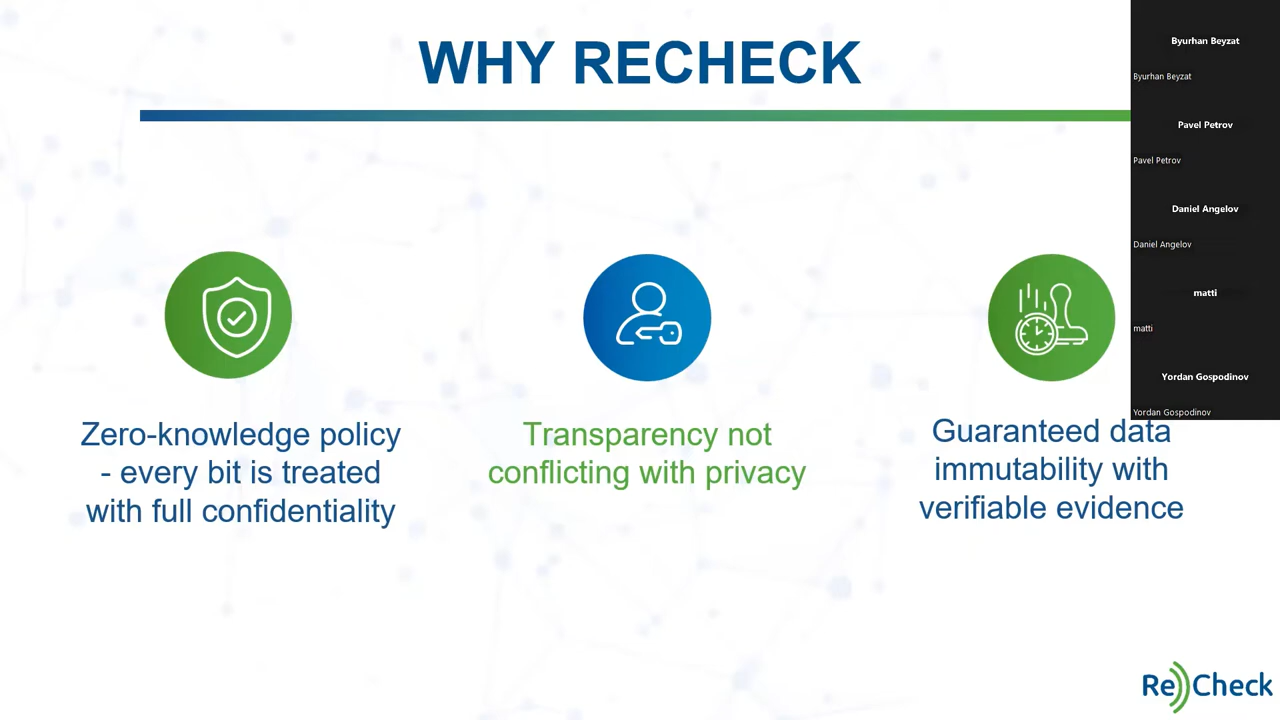 WHY RECHECK
Zero-knowledge policy
- every bit is treated
with full confidentiality
Transparency not
conflicting with privacy
Guaranteed data
immutability with
verifiable evidence
Byurhan Beyzat
Byurhan Beyzat
Pavel Petrov
Pavel Petrov
Daniel Angelov
Daniel Angelov
matti
matti
Yordan Gospodinov
Yordan Gospodinov
Re Check